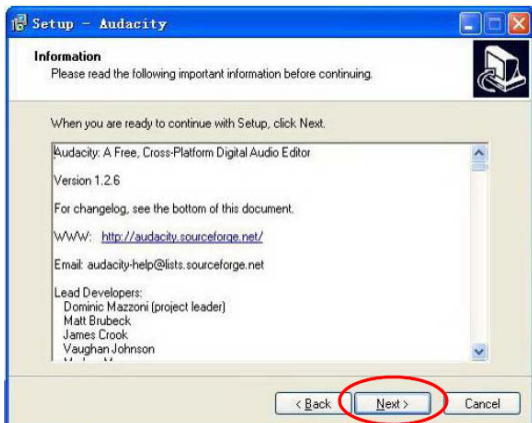 Setup - Audacity
Information
Please read the following important information before continuing.
When you are ready to continue with Setup, click Next.
Audacity: A Free, Cross-Platform Digital Audio Editor
Version 1.2.6
For changelog, see the bottom of this document.
WWW: http://audacity.sourceforge.net/
Email: audacity-help@lists.sourceforge.net
Lead Developers:
Dominic Mazzoni (project leader)
Matt Brubeck
James Crook
Vaughan Johnson
< Back
Next >
Cancel